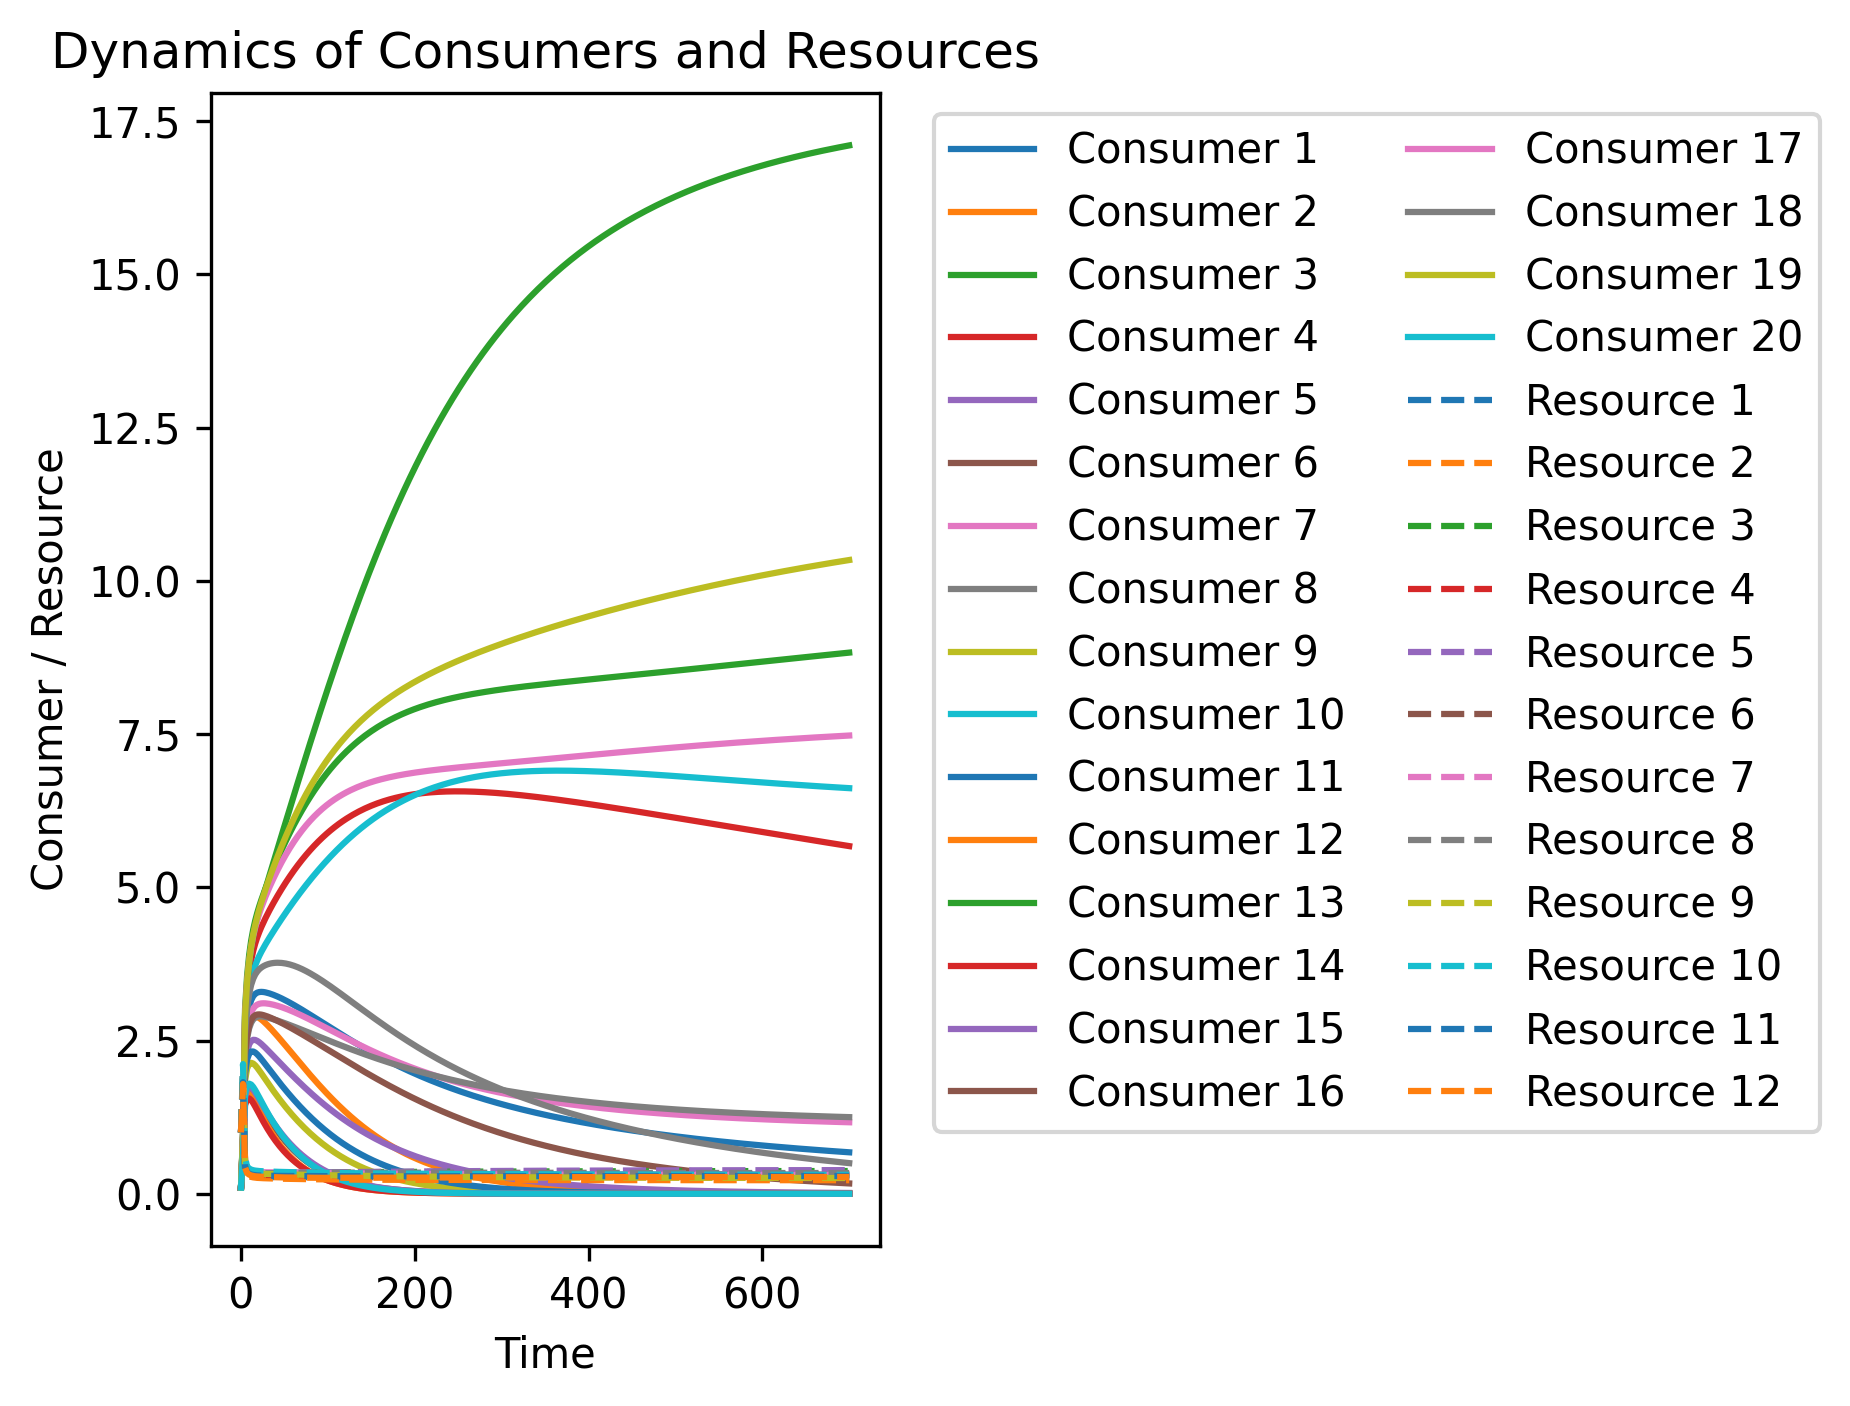 Dynamics of Consumers and Resources
17.5
15.0
12.5
10.0
7.5
5.0
2.5
0.0
Consumer / Resource
0 200 400 600
Time
Consumer 1
Consumer 2
Consumer 3
Consumer 4
Consumer 5
Consumer 6
Consumer 7
Consumer 8
Consumer 9
Consumer 10
Consumer 11
Consumer 12
Consumer 13
Consumer 14
Consumer 15
Consumer 16
Consumer 17
Consumer 18
Consumer 19
Consumer 20
Resource 1
Resource 2
Resource 3
Resource 4
Resource 5
Resource 6
Resource 7
Resource 8
Resource 9
Resource 10
Resource 11
Resource 12